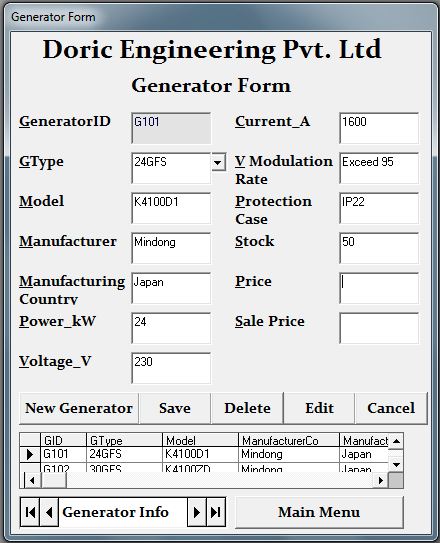 Generator Form
Doric Engineering Pvt. Ltd
Generator Form
GeneratorID G101 Current_A 1600
GType 24GFS V Modulation Rate Exceed 95
Model K4100D1 Protection Case IP22
Manufacturer Mindong Stock 50
Manufacturing Country Japan Price
Power_kW 24 Sale Price
Voltage_V 230
New Generator Save Delete Edit Cancel
GID GType Model ManufacturerCo Manufact
G101 24GFS K4100D1 Mindong Japan
G102 30GFS K4100ZD Mindong Japan
Generator Info Main Menu